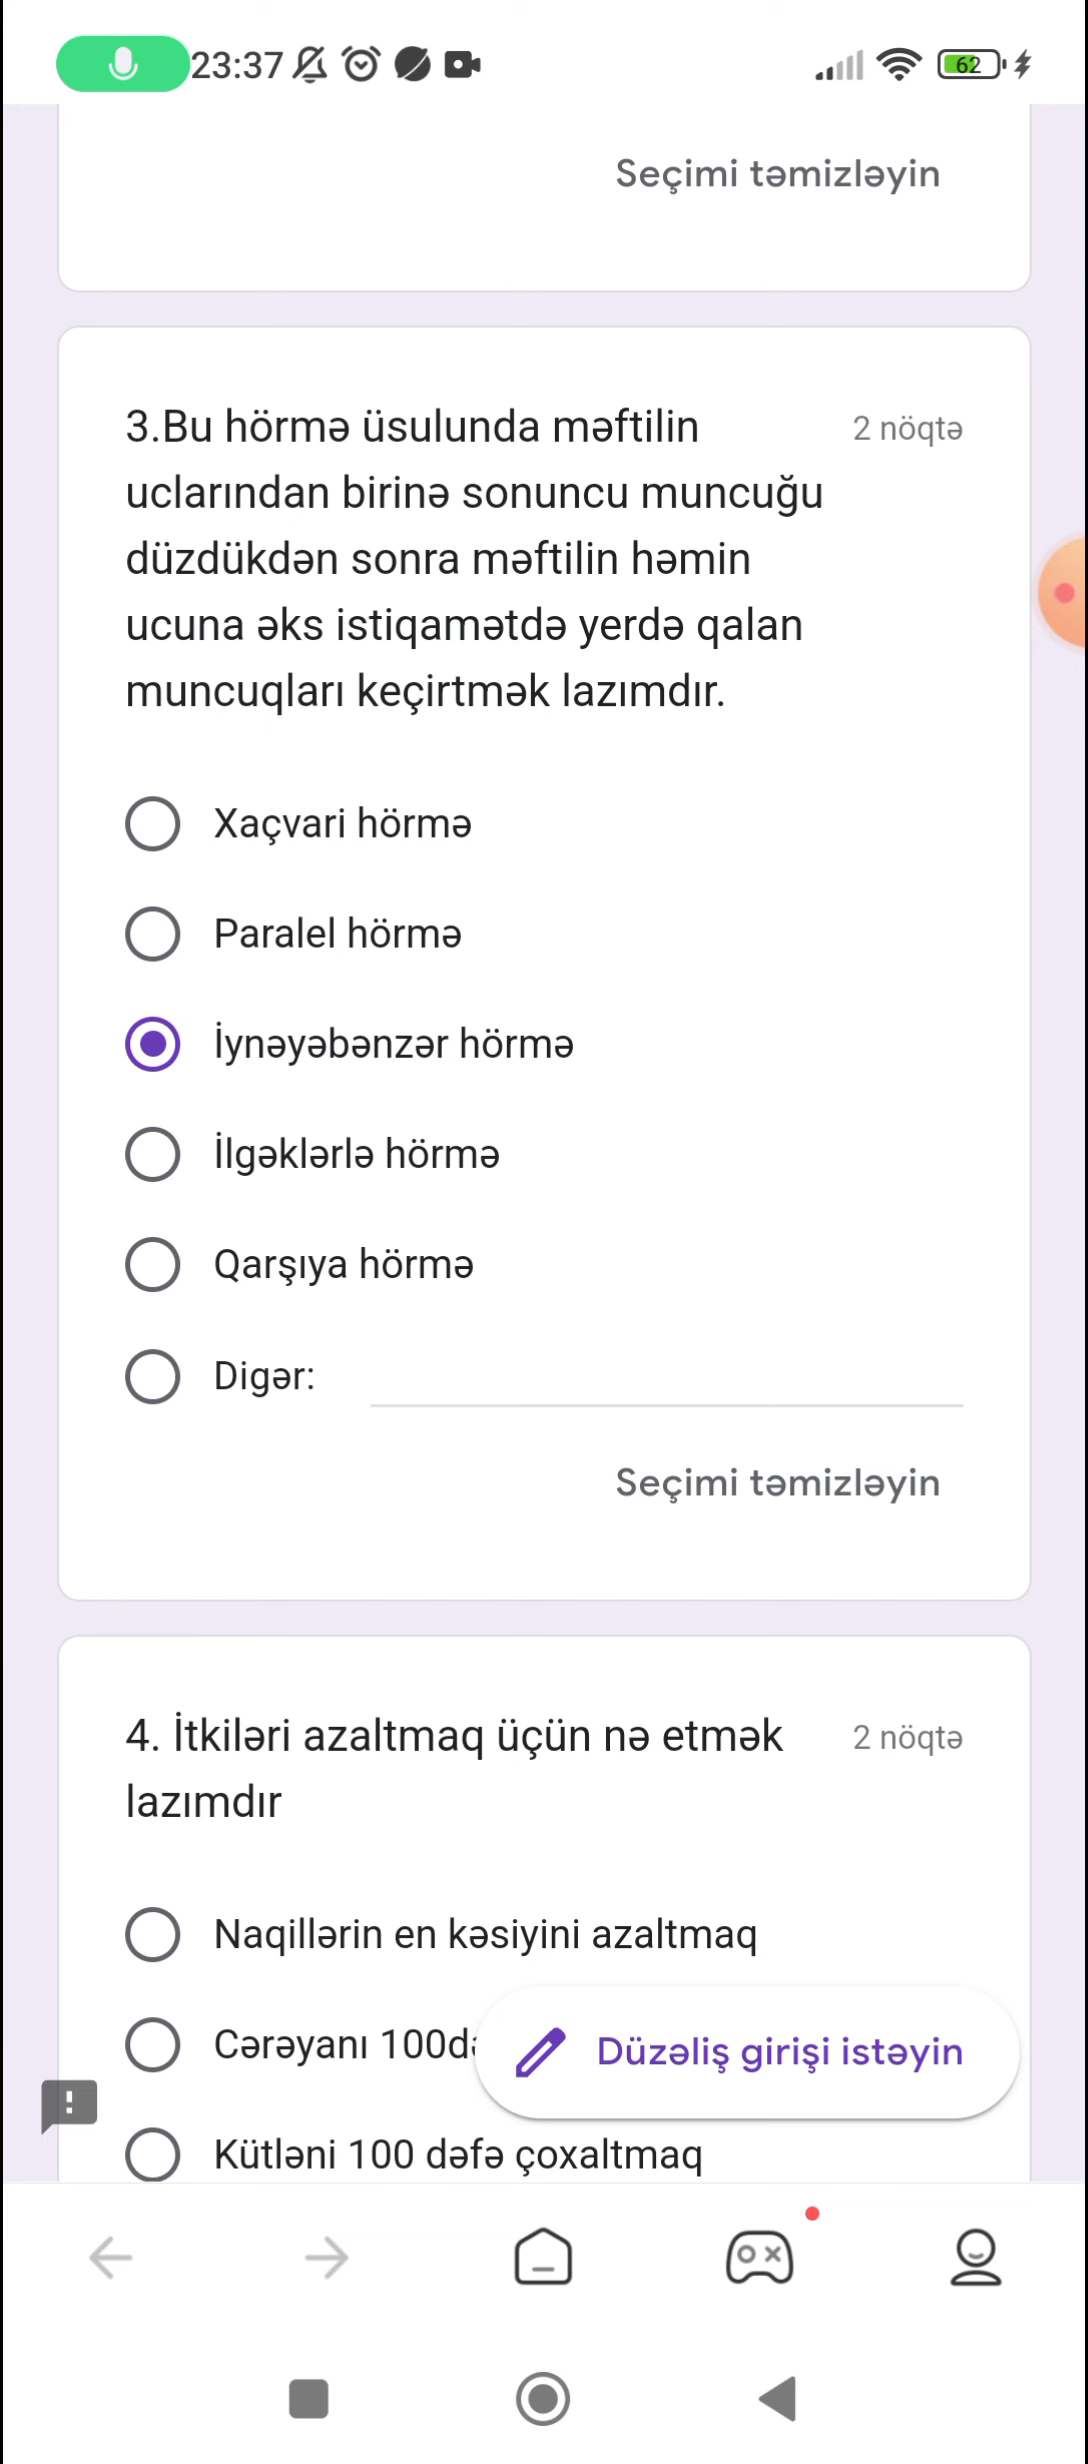 23:37
62
Seçimi təmizləyin
3.Bu hörmə üsulunda məftilin
2 nöqtə
uclarından birinə sonuncu muncuğu
düzdükdən sonra məftilin həmin
ucuna əks istiqamətdə yerdə qalan
muncuqları keçirtmək lazımdır.
Xaçvari hörmə
Paralel hörmə
İynəyəbənzər hörmə
İlgəklərlə hörmə
Qarşıya hörmə
Digər:
Seçimi təmizləyin
4. İtkiləri azaltmaq üçün nə etmək
2 nöqtə
lazımdır
Naqillərin en kəsiyini azaltmaq
Cərəyanı
Düzəliş girişi istəyin
Kütləni 100 dəfə çoxaltmaq